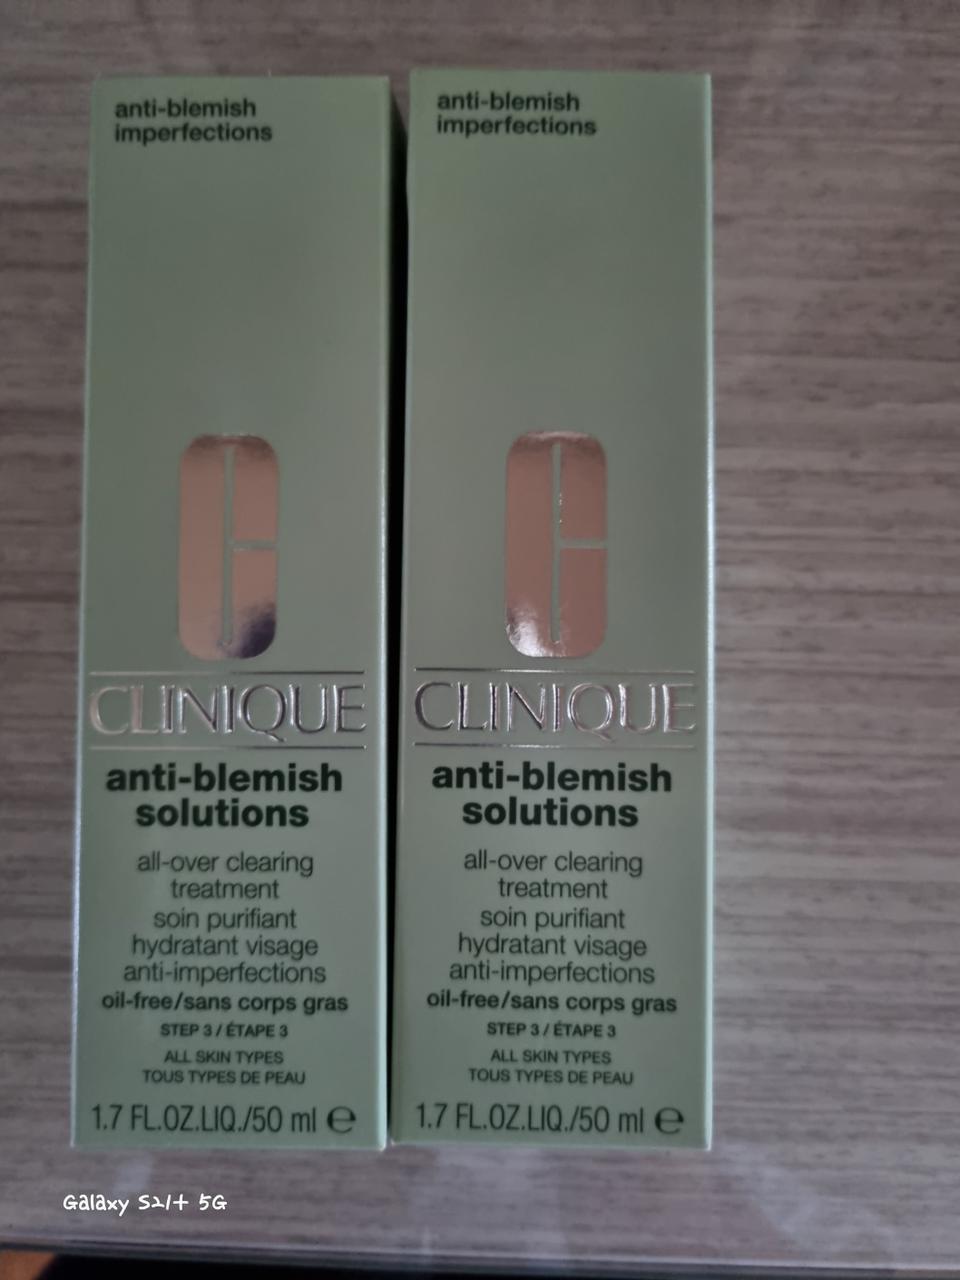 anti-blemish
imperfections
CLINIQUE
anti-blemish
solutions
all-over clearing
treatment
soin purifiant
hydratant visage
anti-imperfections
oil-free/sans corps gras
STEP 3 / ÉTAPE 3
ALL SKIN TYPES
TOUS TYPES DE PEAU
1.7 FL.OZ.LIQ./50 ml ℮
anti-blemish
imperfections
CLINIQUE
anti-blemish
solutions
all-over clearing
treatment
soin purifiant
hydratant visage
anti-imperfections
oil-free/sans corps gras
STEP 3 / ÉTAPE 3
ALL SKIN TYPES
TOUS TYPES DE PEAU
1.7 FL.OZ.LIQ./50 ml ℮
Galaxy S21+ 5G